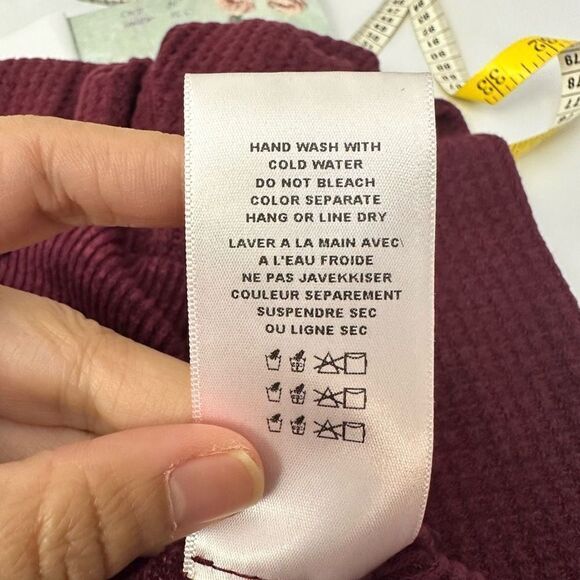 HAND WASH WITH
COLD WATER
DO NOT BLEACH
COLOR SEPARATE
HANG OR LINE DRY
LAVER A LA MAIN AVEC
A L'EAU FROIDE
NE PAS JAVEKKISER
COULEUR SEPAREMENT
SUSPENDRE SEC
OU LIGNE SEC